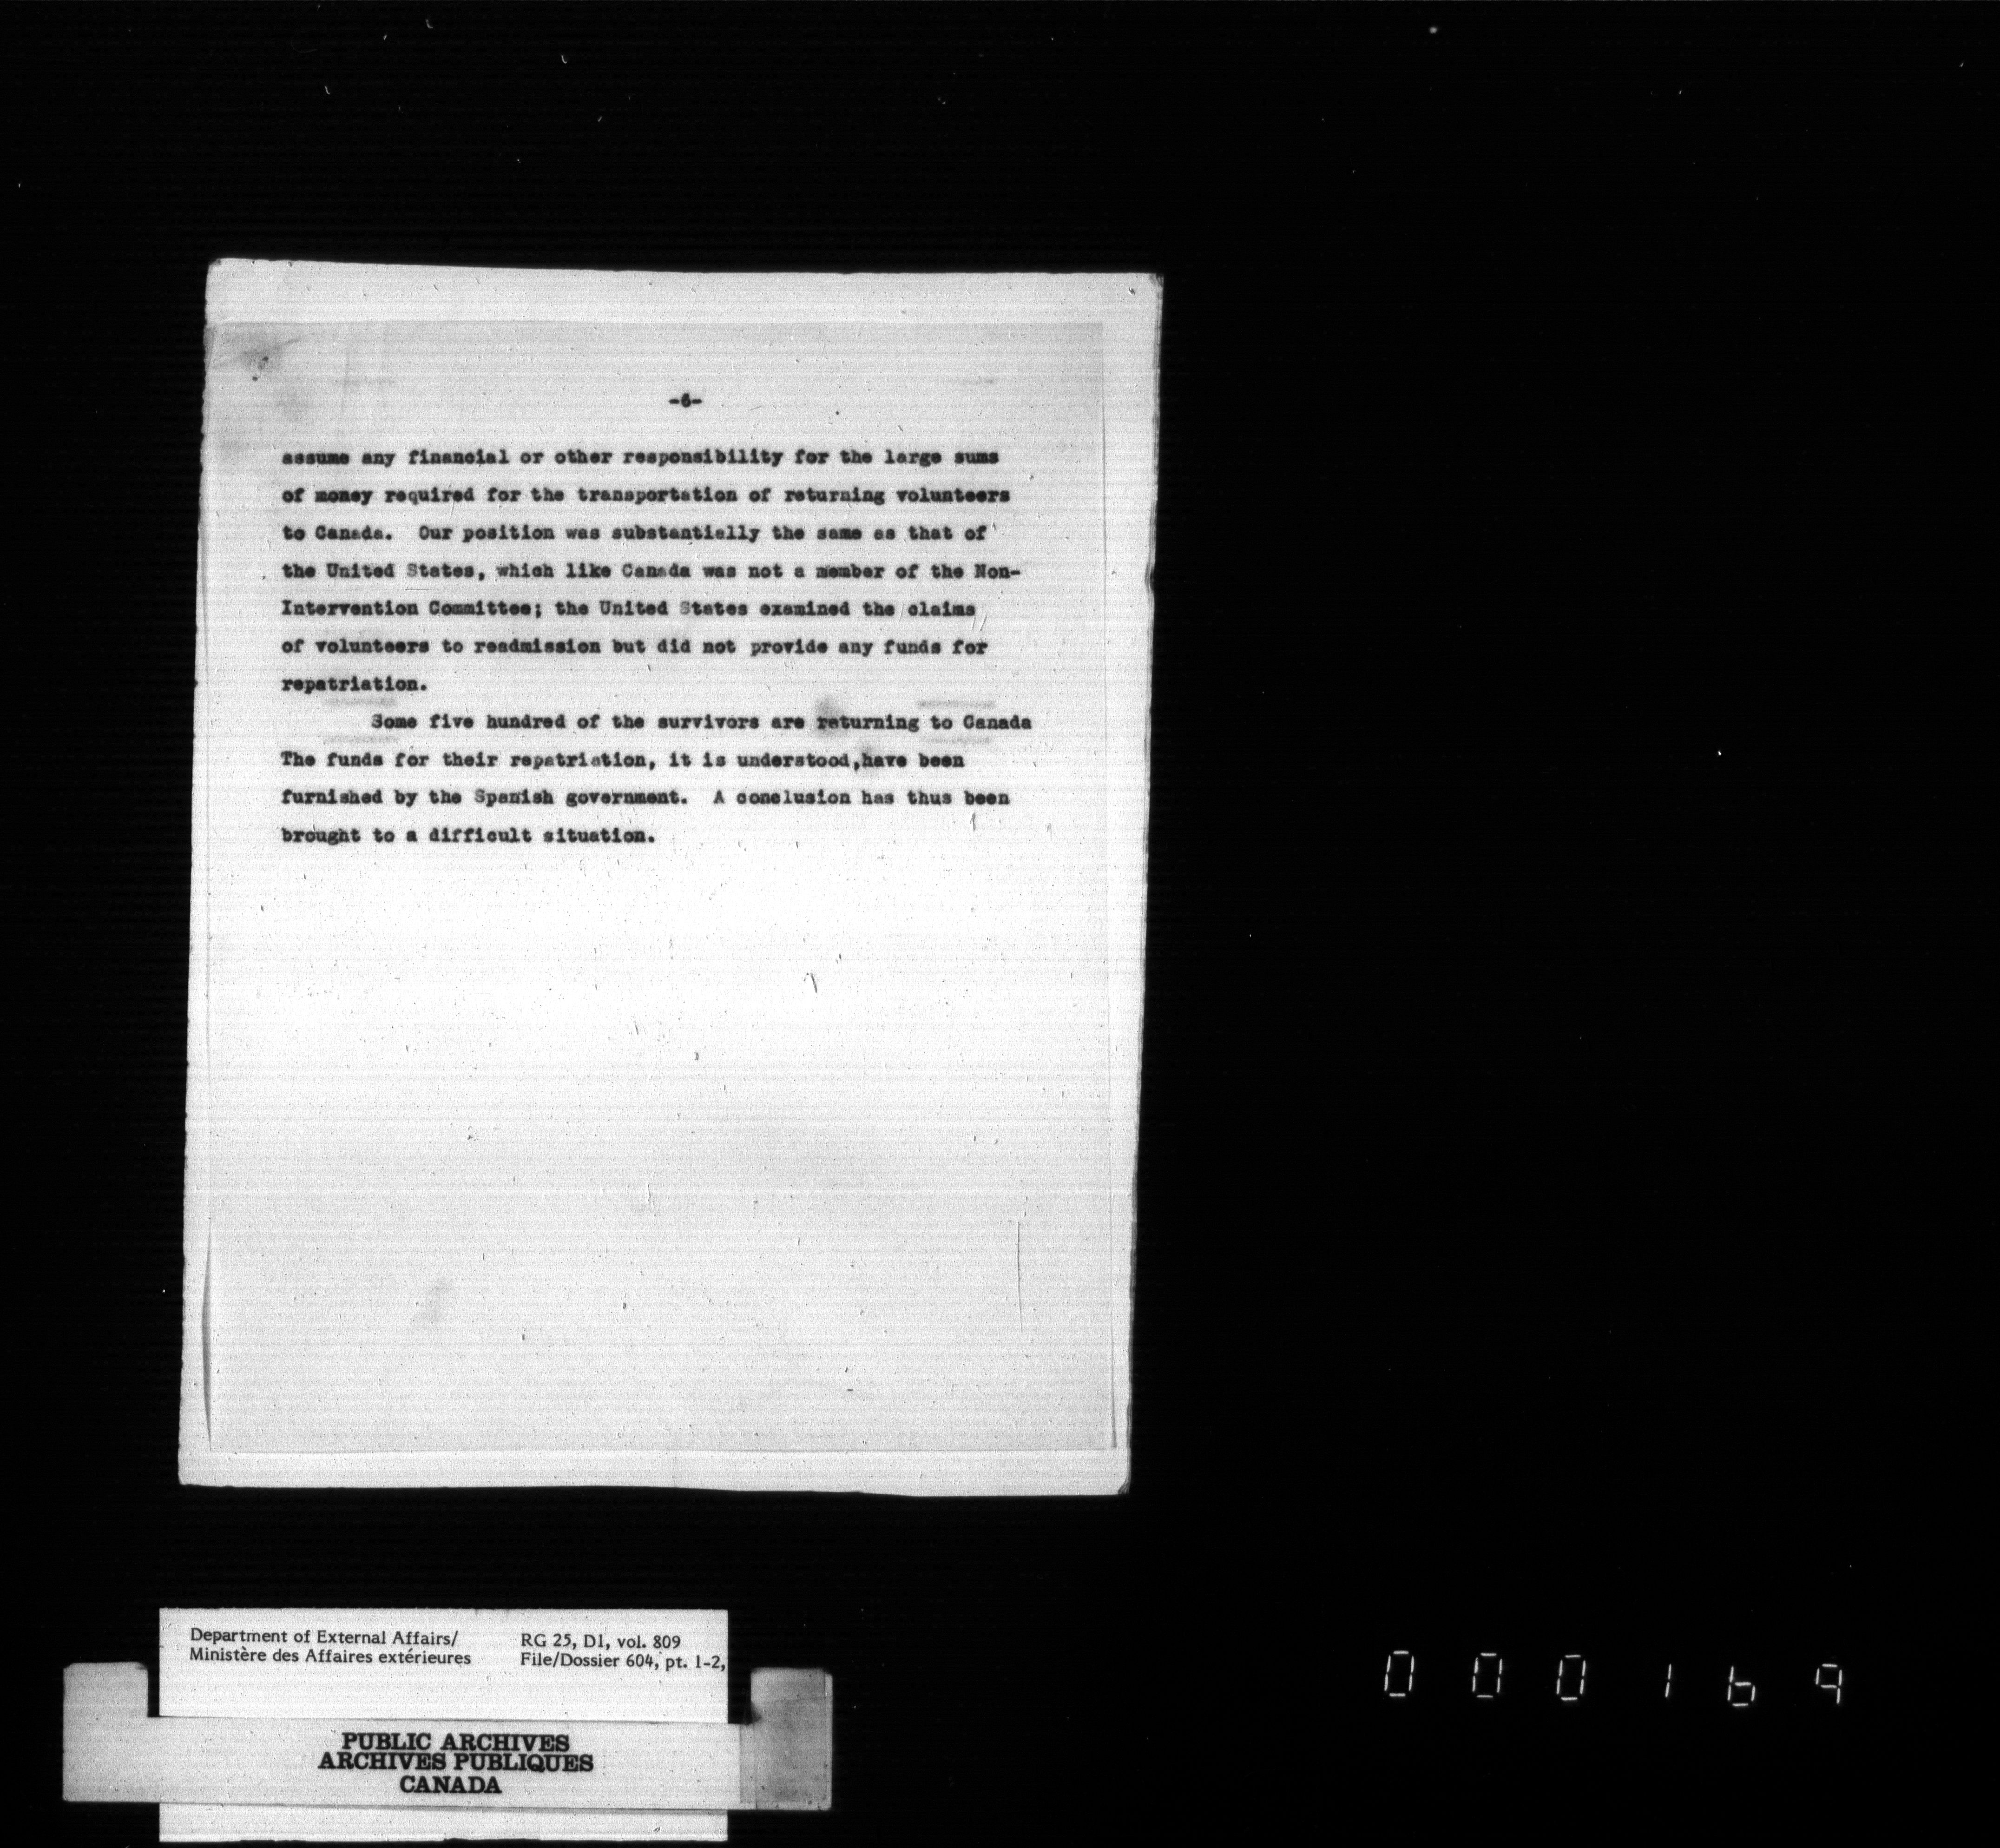 -6-
assume any financial or other responsibility for the large sums
of money required for the transportation of returning volunteers
to Canada. Our position was substantially the same as that of
the United States, which like Canada was not a member of the Non-
Intervention Committee; the United States examined the claims
of volunteers to readmission but did not provide any funds for
repatriation.
Some five hundred of the survivors are returning to Canada
The funds for their repatriation, it is understood,have been
furnished by the Spanish government. A conclusion has thus been
brought to a difficult situation.
Department of External Affairs/
Ministère des Affaires extérieures
RG 25, D1, vol. 809
File/Dossier 604, pt. 1-2,
PUBLIC ARCHIVES
ARCHIVES PUBLIQUES
CANADA
000169